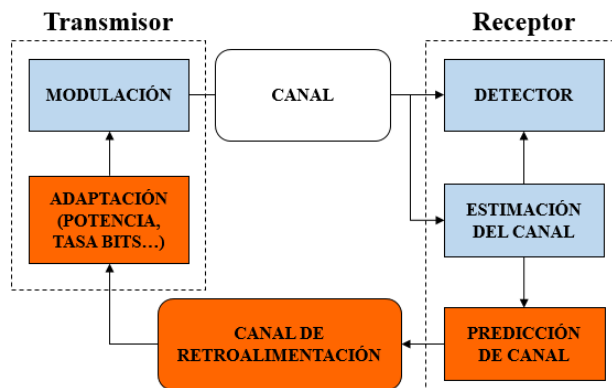 Transmisor
Receptor
MODULACIÓN
CANAL
DETECTOR
ADAPTACIÓN
(POTENCIA,
TASA BITS…)
ESTIMACIÓN
DEL CANAL
CANAL DE
RETROALIMENTACIÓN
PREDICCIÓN
DE CANAL